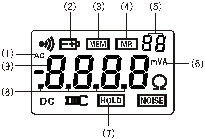 (2) (3) (4) (5)
MEM MR 88
(1) AC
(9) -8.8.8.8 mVA (6)
Ω
(8) DC HOLD NOISE
(7)